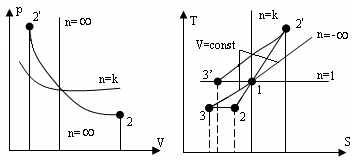 p
2'
n=∞
n=k
2
n=∞
V
T
n=k
2'
V=const
n=-∞
3'
n=1
1
3
2
S